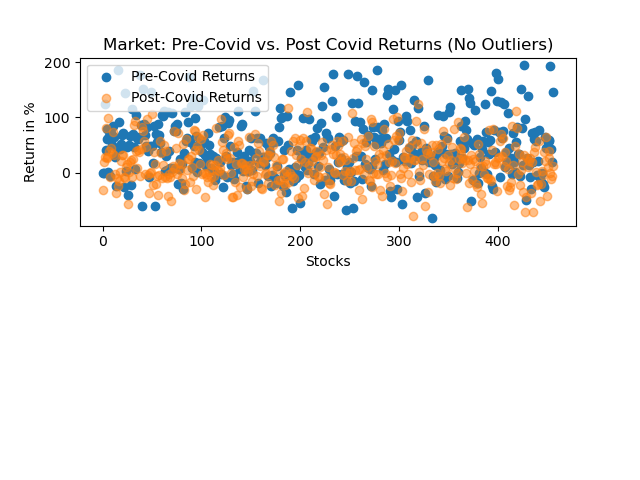 Market: Pre-Covid vs. Post Covid Returns (No Outliers)
Pre-Covid Returns
Post-Covid Returns
200
100
0
Return in %
0 100 200 300 400
Stocks